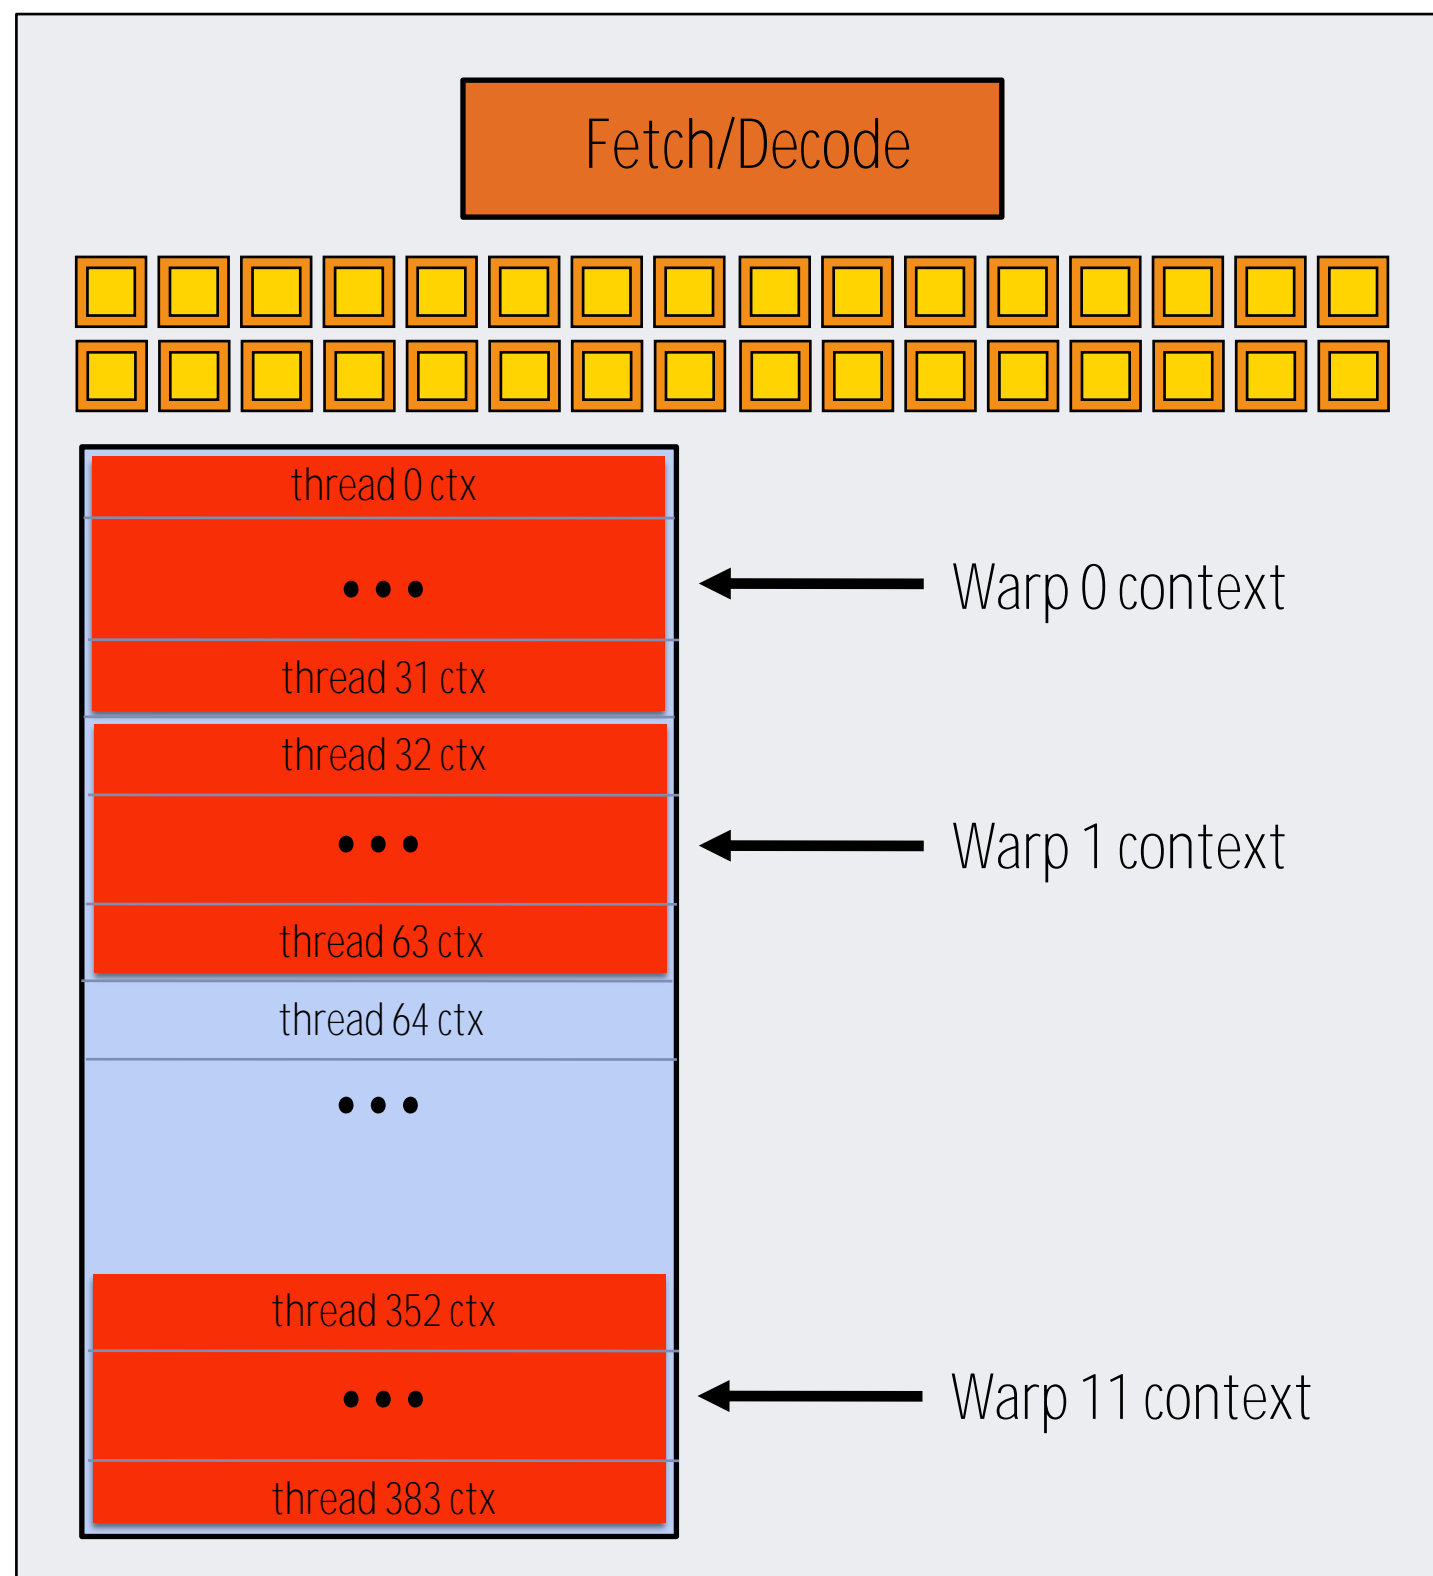 Fetch/Decode
thread 0 ctx
...
Warp 0 context
thread 31 ctx
thread 32 ctx
...
Warp 1 context
thread 63 ctx
thread 64 ctx
...
thread 352 ctx
...
Warp 11 context
thread 383 ctx